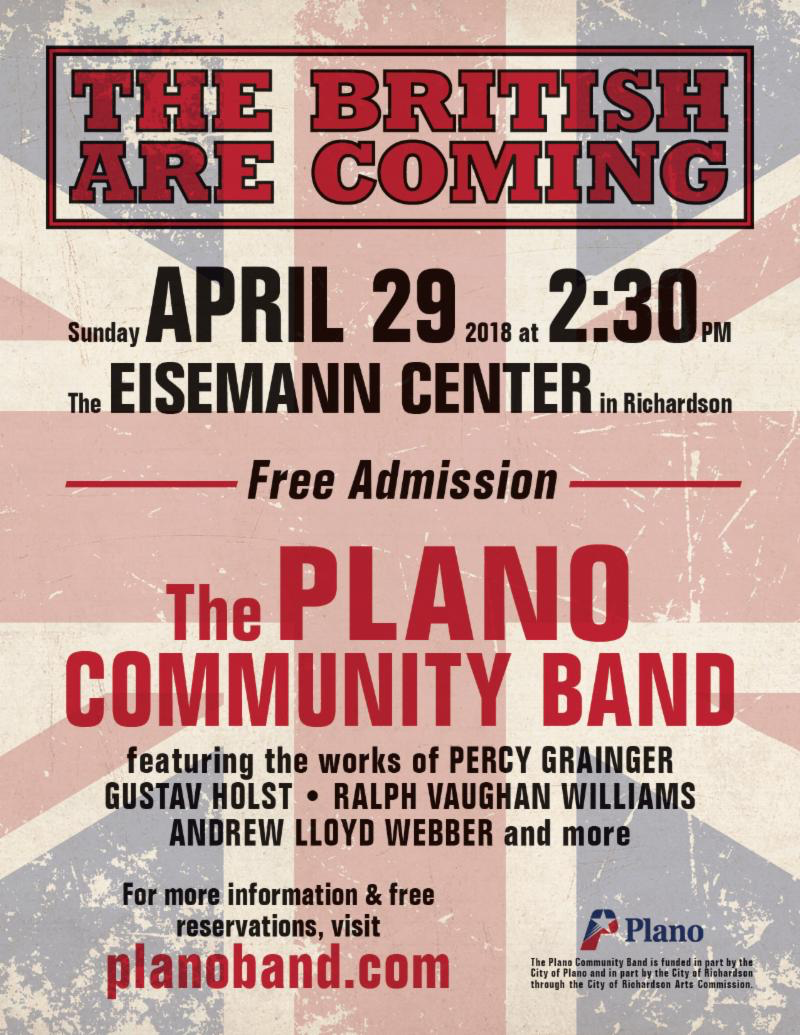 THE BRITISH
ARE COMING
Sunday APRIL 29 2018 at 2:30 PM
The EISEMANN CENTER in Richardson
Free Admission
The PLANO
COMMUNITY BAND
featuring the works of PERCY GRAINGER
GUSTAV HOLST • RALPH VAUGHAN WILLIAMS
ANDREW LLOYD WEBBER and more
For more information & free
reservations, visit
planoband.com
Plano
The Plano Community Band is funded in part by the
City of Plano and in part by the City of Richardson
through the City of Richardson Arts Commission.